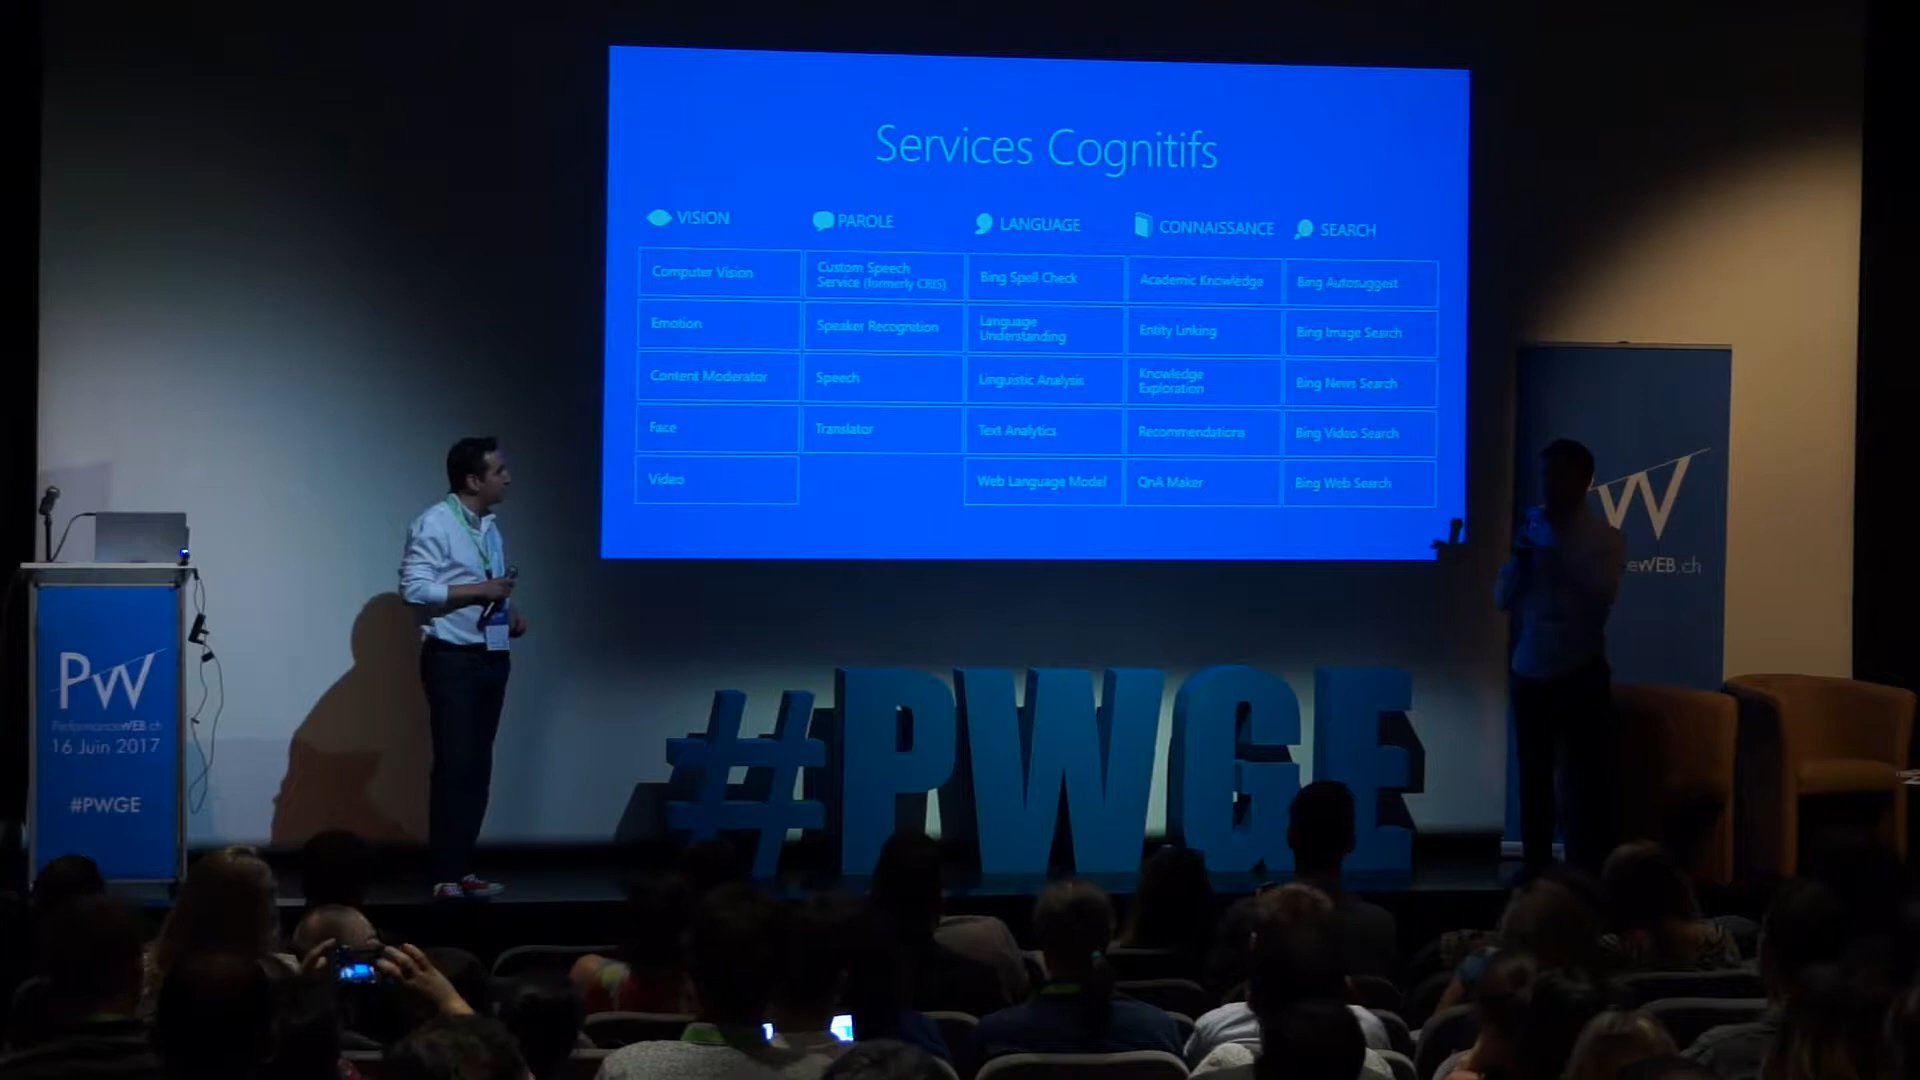 Services Cognitifs
VISION
PAROLE
LANGUAGE
CONNAISSANCE
SEARCH
Computer Vision
Custom Speech
Service (formerly CRIS)
Bing Spell Check
Academic Knowledge
Bing Autosuggest
Emotion
Speaker Recognition
Language
Understanding
Entity Linking
Bing Image Search
Content Moderator
Speech
Linguistic Analysis
Knowledge
Exploration
Bing News Search
Face
Translator
Text Analytics
Recommendations
Bing Video Search
Video
Web Language Model
QnA Maker
Bing Web Search
W
ceWEB.ch
PW
PerformanceWEB.ch
16 Juin 2017
#PWGE
#PWGE